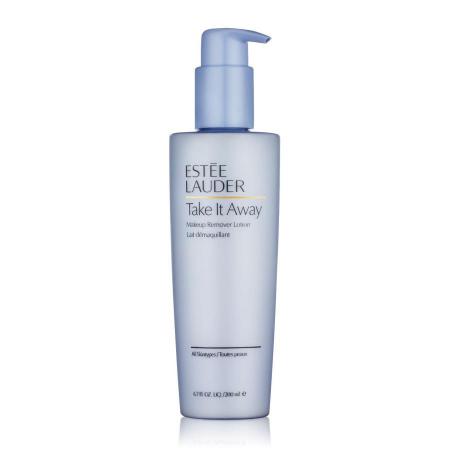 ESTĒE
LAUDER
Take It Away
Makeup Remover Lotion
Lait démaquillant
All Skintypes/Toutes peaux
6.7 FL. OZ. LIQ./200 ml ℮